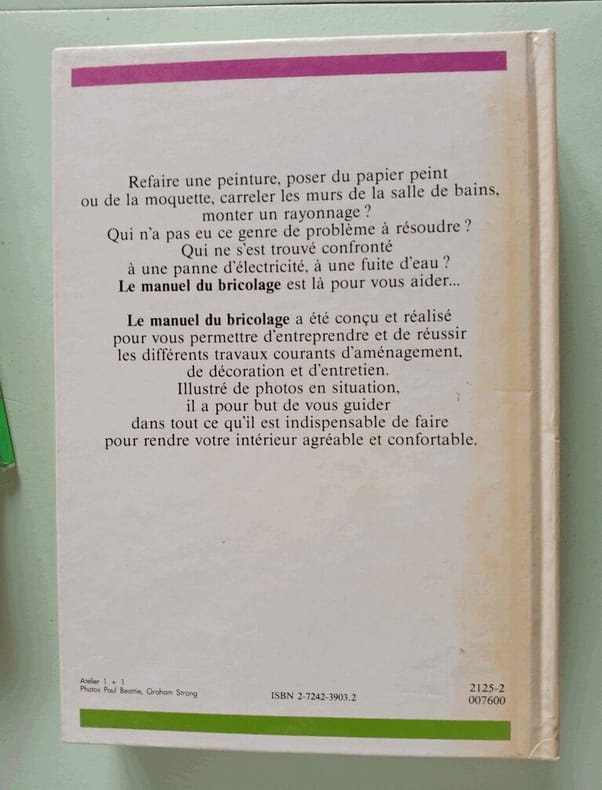 Refaire une peinture, poser du papier peint
ou de la moquette, carreler les murs de la salle de bains,
monter un rayonnage ?
Qui n'a pas eu ce genre de problème à résoudre ?
Qui ne s'est trouvé confronté
à une panne d'électricité, à une fuite d'eau ?
Le manuel du bricolage est là pour vous aider...
Le manuel du bricolage a été conçu et réalisé
pour vous permettre d'entreprendre et de réussir
les différents travaux courants d'aménagement,
de décoration et d'entretien.
Illustré de photos en situation,
il a pour but de vous guider
dans tout ce qu'il est indispensable de faire
pour rendre votre intérieur agréable et confortable.
Atelier 1 + 1
Photos Paul Beattie, Graham Strong
ISBN 2-7242-3903.2
2125-2
007600